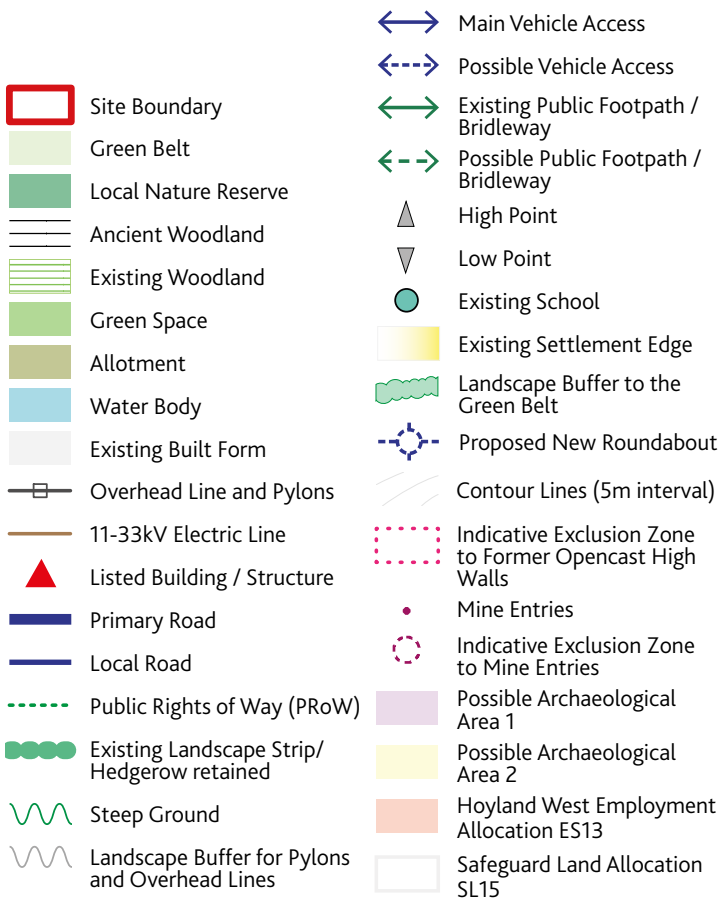 Site Boundary
Green Belt
Local Nature Reserve
Ancient Woodland
Existing Woodland
Green Space
Allotment
Water Body
Existing Built Form
Overhead Line and Pylons
11-33kV Electric Line
Listed Building / Structure
Primary Road
Local Road
Public Rights of Way (PRoW)
Existing Landscape Strip/
Hedgerow retained
Steep Ground
Landscape Buffer for Pylons
and Overhead Lines
Main Vehicle Access
Possible Vehicle Access
Existing Public Footpath /
Bridleway
Possible Public Footpath /
Bridleway
High Point
Low Point
Existing School
Existing Settlement Edge
Landscape Buffer to the
Green Belt
Proposed New Roundabout
Contour Lines (5m interval)
Indicative Exclusion Zone
to Former Opencast High
Walls
Mine Entries
Indicative Exclusion Zone
to Mine Entries
Possible Archaeological
Area 1
Possible Archaeological
Area 2
Hoyland West Employment
Allocation ES13
Safeguard Land Allocation
SL15